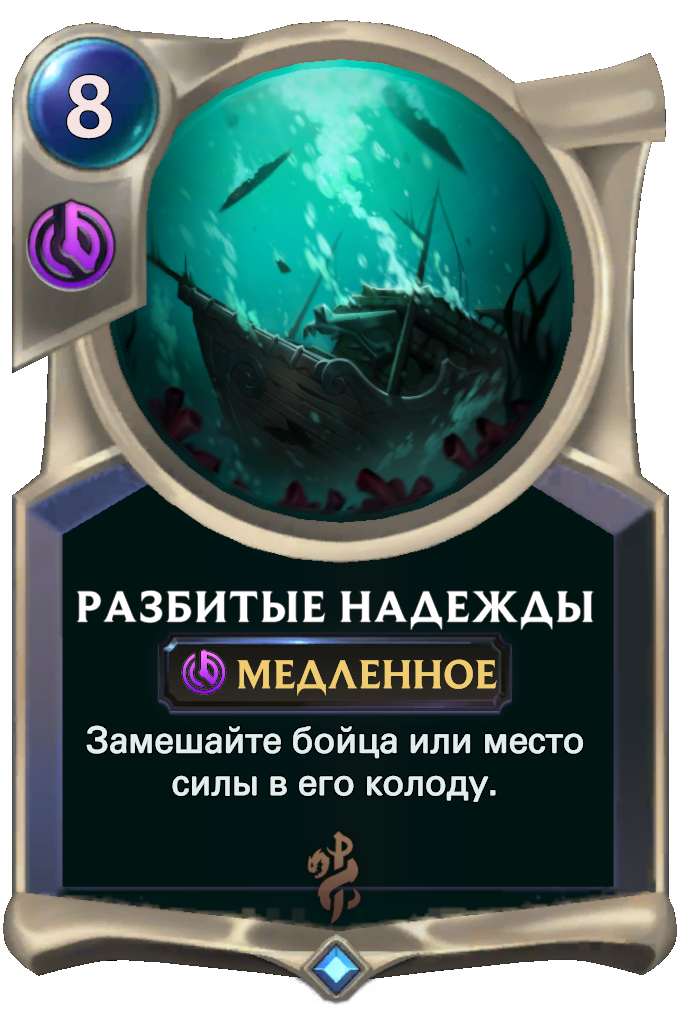 8
РАЗБИТЫЕ НАДЕЖДЫ
МЕДЛЕННОЕ
Замешайте бойца или место
силы в его колоду.